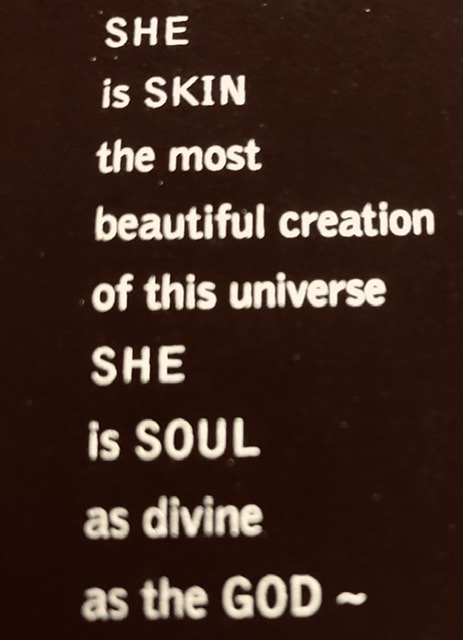 SHE
is SKIN
the most
beautiful creation
of this universe
SHE
is SOUL
as divine
as the GOD ~